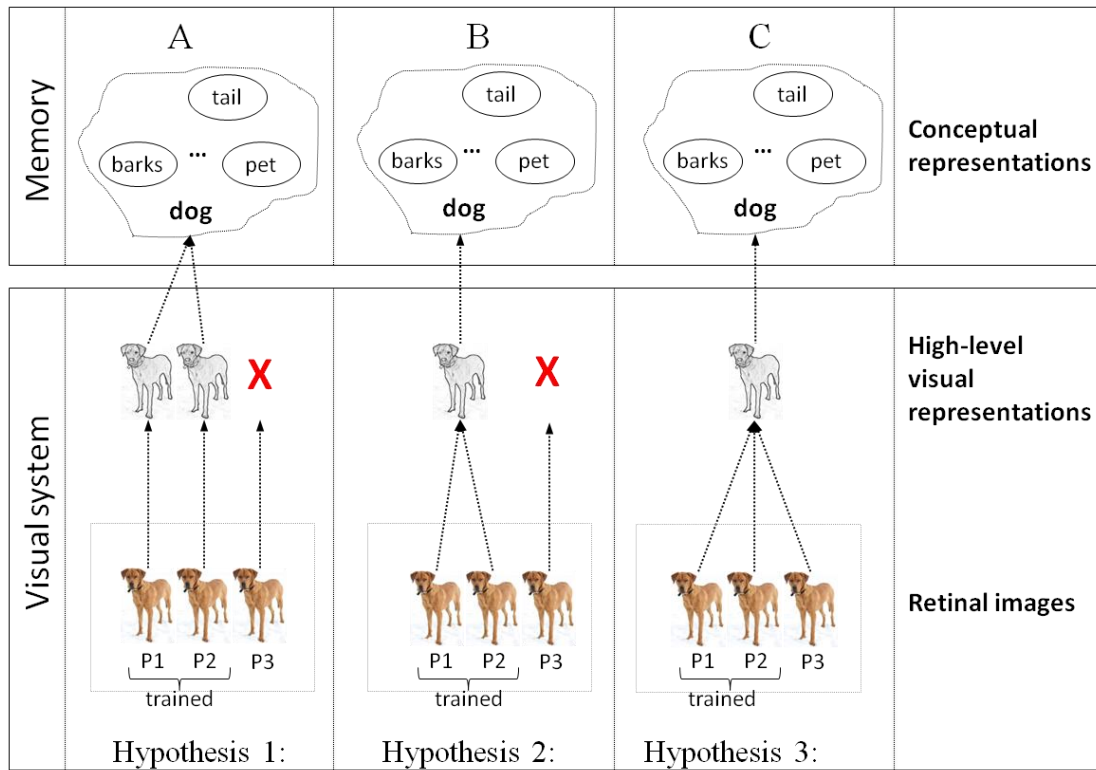 Memory
A
B
C
tail
barks
...
pet
dog
tail
barks
...
pet
dog
tail
barks
...
pet
dog
Conceptual
representations
Visual system
X
X
High-level
visual
representations
P1 P2 P3
trained
P1 P2 P3
trained
P1 P2 P3
trained
Retinal images
Hypothesis 1:
Hypothesis 2:
Hypothesis 3: